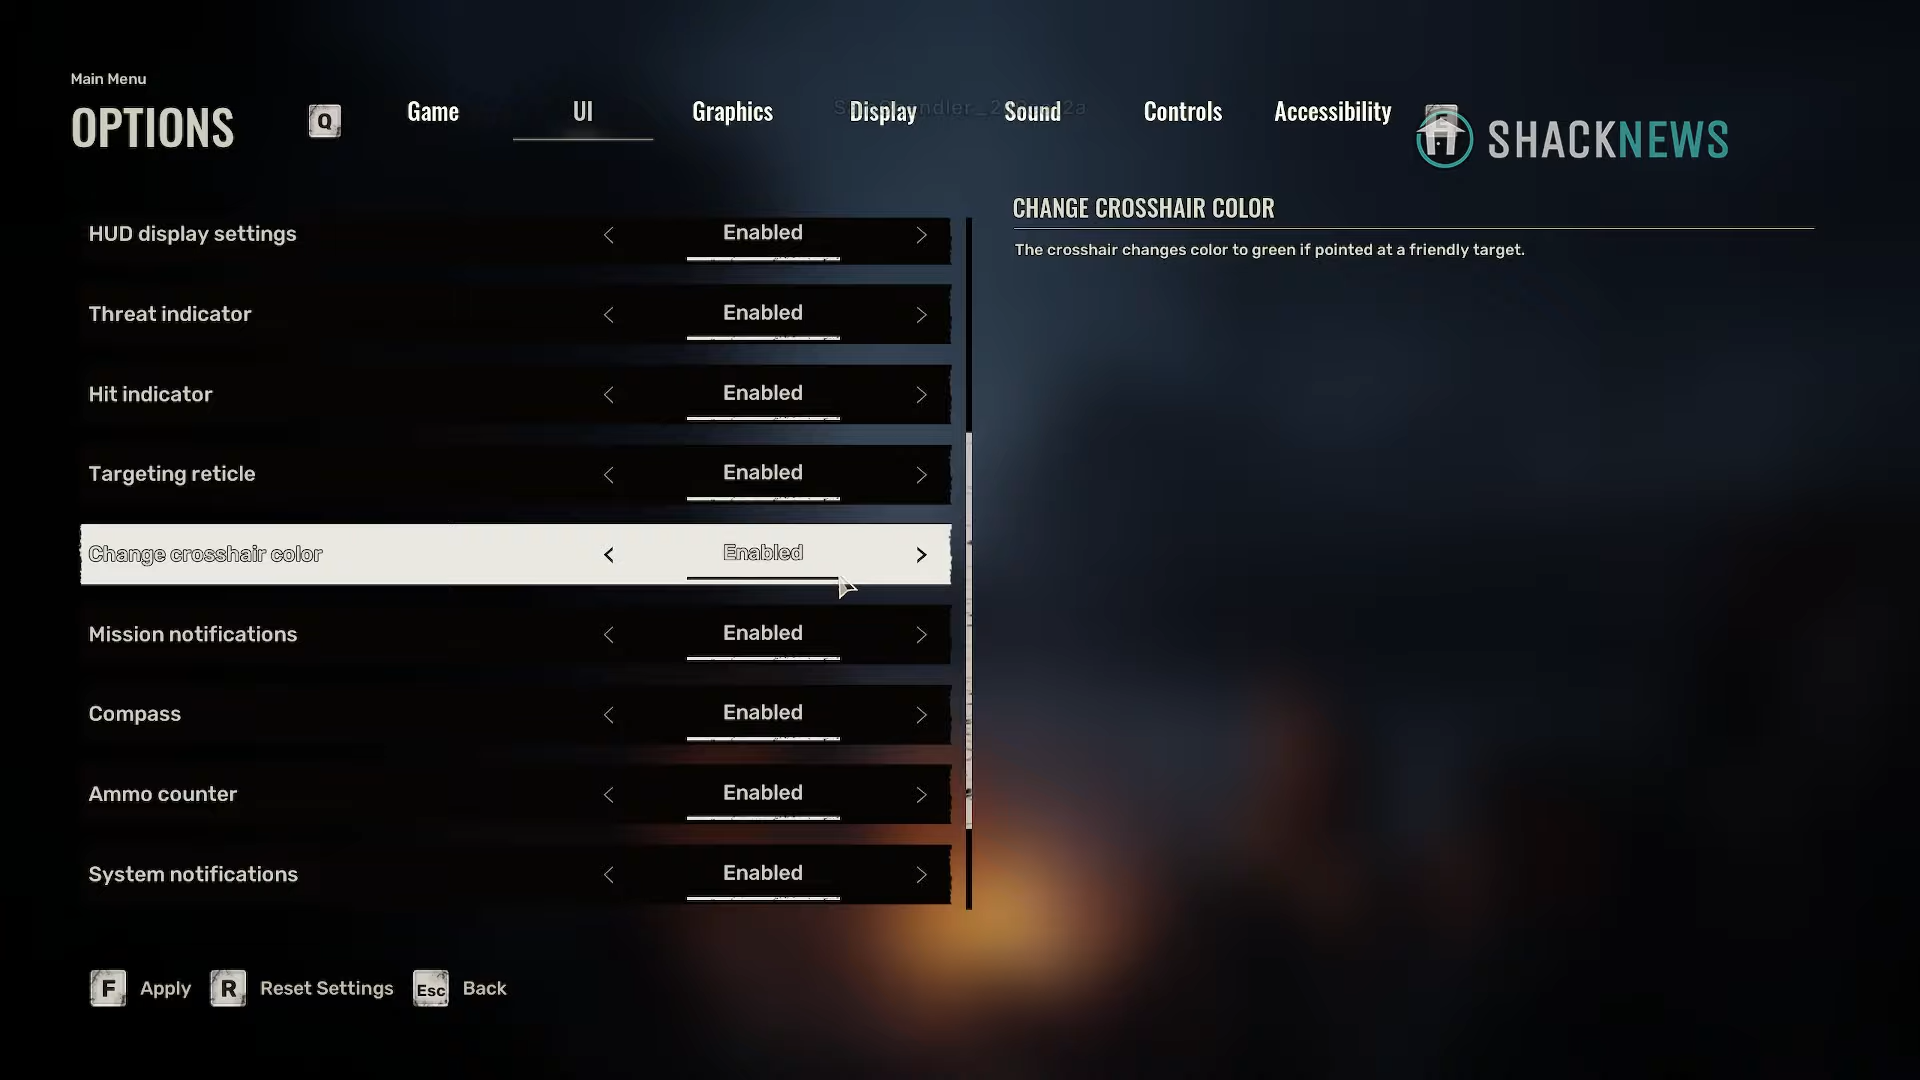 Main Menu
OPTIONS
Q
Game
UI
Graphics
Display
Sound
Controls
Accessibility
SHACKNEWS
HUD display settings
Enabled
Threat indicator
Enabled
Hit indicator
Enabled
Targeting reticle
Enabled
Change crosshair color
Enabled
Mission notifications
Enabled
Compass
Enabled
Ammo counter
Enabled
System notifications
Enabled
CHANGE CROSSHAIR COLOR
The crosshair changes color to green if pointed at a friendly target.
F Apply
R Reset Settings
Esc Back